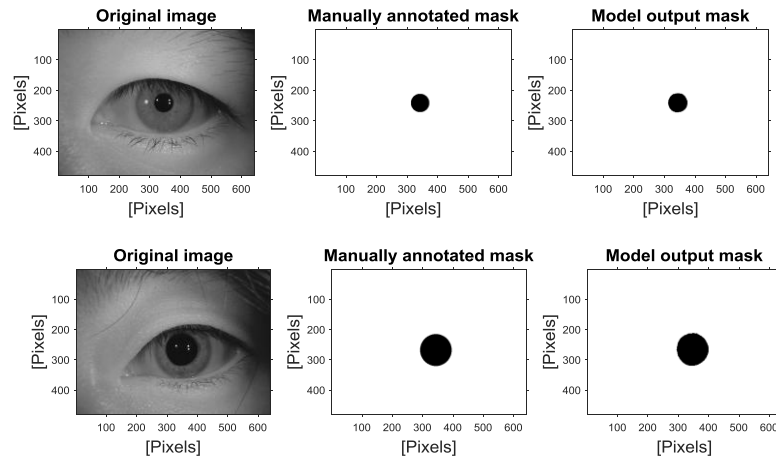 Original image Manually annotated mask Model output mask
[Pixels] [Pixels] [Pixels]
100 100 100
200 200 200
300 300 300
400 400 400
100 200 300 400 500 600 100 200 300 400 500 600 100 200 300 400 500 600
[Pixels] [Pixels] [Pixels]
Original image Manually annotated mask Model output mask
[Pixels] [Pixels] [Pixels]
100 100 100
200 200 200
300 300 300
400 400 400
100 200 300 400 500 600 100 200 300 400 500 600 100 200 300 400 500 600
[Pixels] [Pixels] [Pixels]